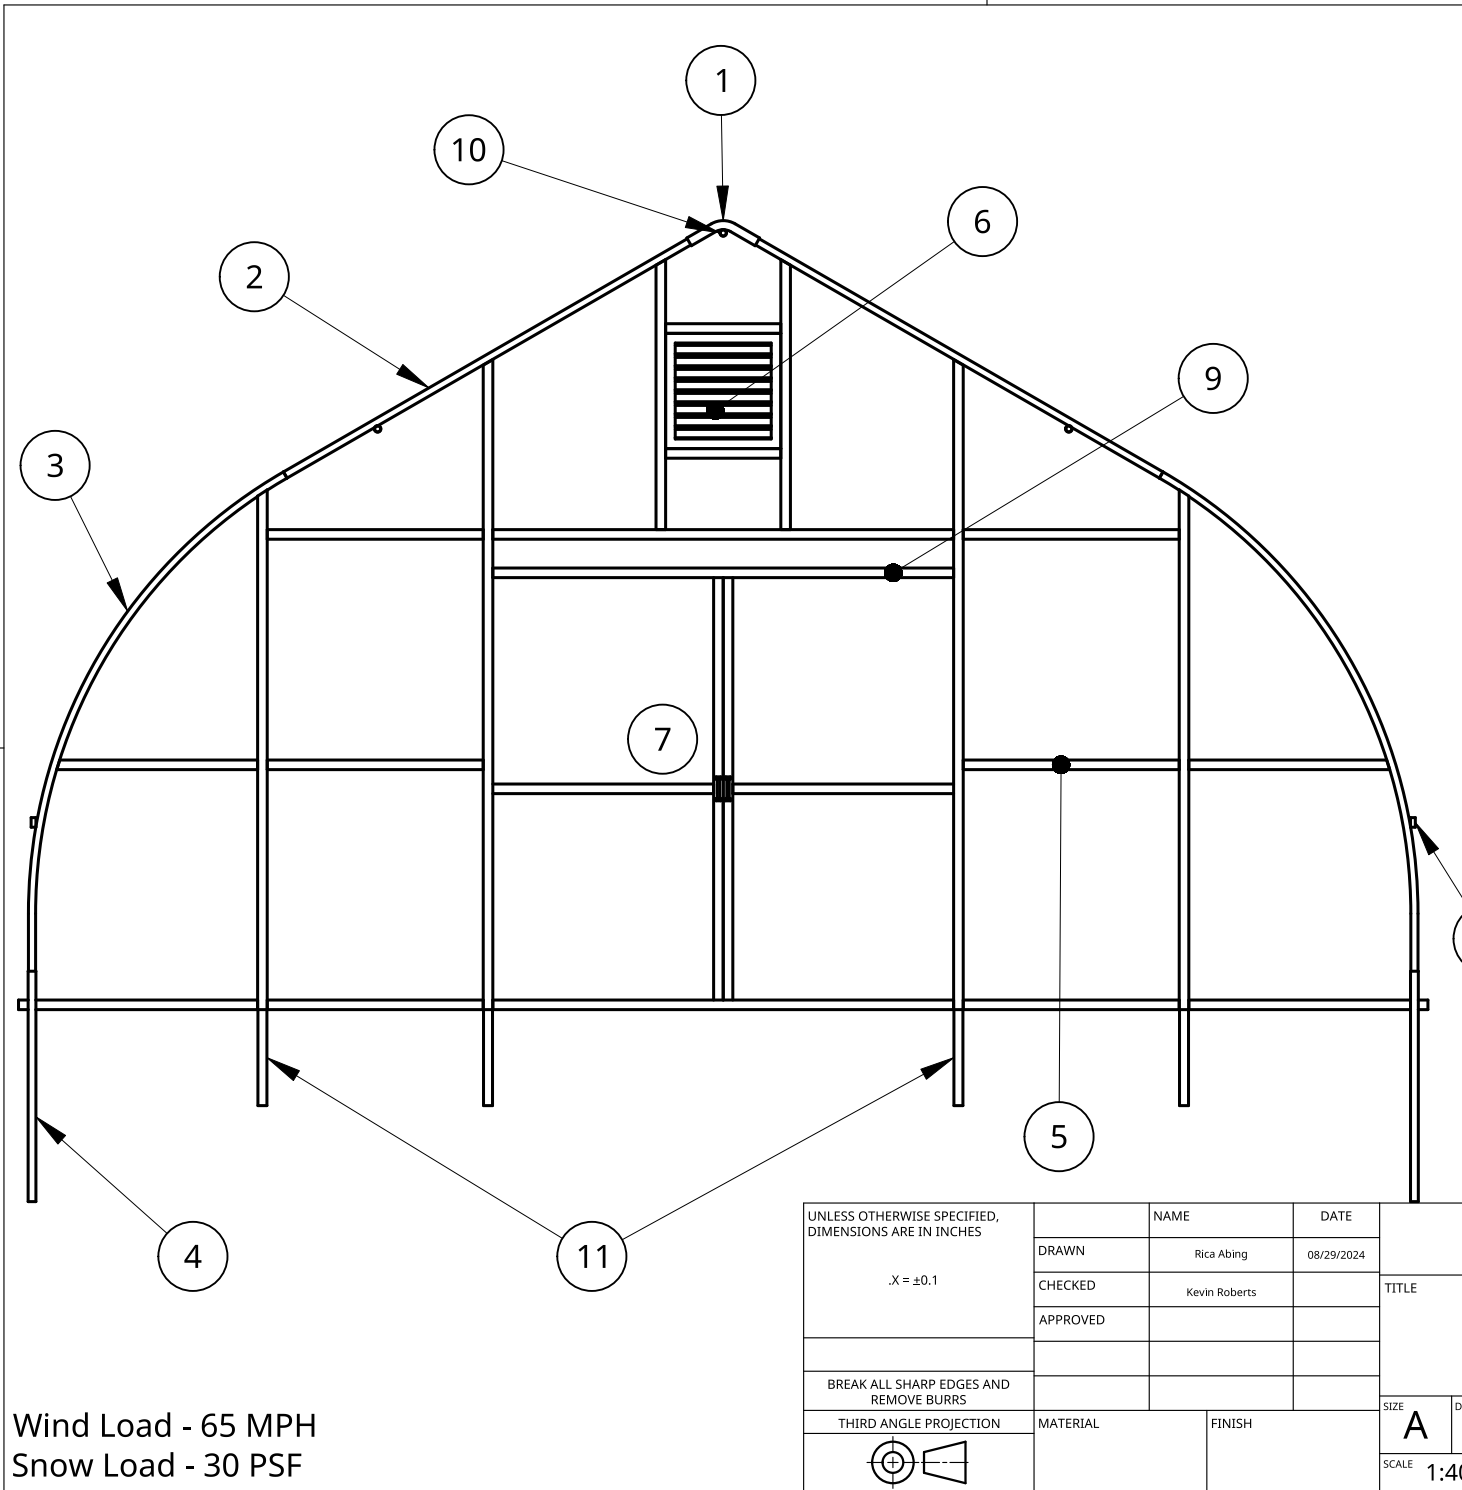 1
10
6
2
9
3
7
5
4
11
UNLESS OTHERWISE SPECIFIED,
DIMENSIONS ARE IN INCHES
.X = ±0.1
BREAK ALL SHARP EDGES AND
REMOVE BURRS
THIRD ANGLE PROJECTION
NAME
DATE
DRAWN
Rica Abing
08/29/2024
CHECKED
Kevin Roberts
APPROVED
MATERIAL
FINISH
TITLE
SIZE
A
SCALE
Wind Load - 65 MPH
Snow Load - 30 PSF